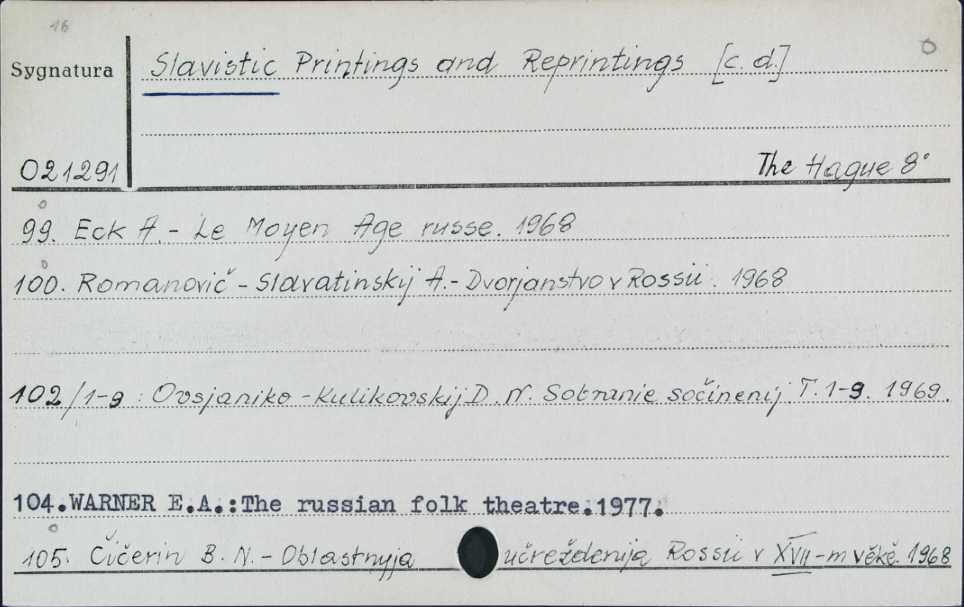 16
Sygnatura Slavistic Printings and Reprintings [c. d.]
021291 The Hague 8°
99. Eck A. - Le Moyen Age russe. 1968
100. Romanovič - Slavatinskij A. - Dvorjanstvo v Rossii. 1968
102/1-9 : Ovsjaniko - Kulikovskij D. N. Sobranie sočinenij. T. 1-9. 1969.
104.WARNER E.A.:The russian folk theatre.1977.
105. Čičerin B. N. - Oblastnyja učreždenija Rossii v XVII-m věkě. 1968